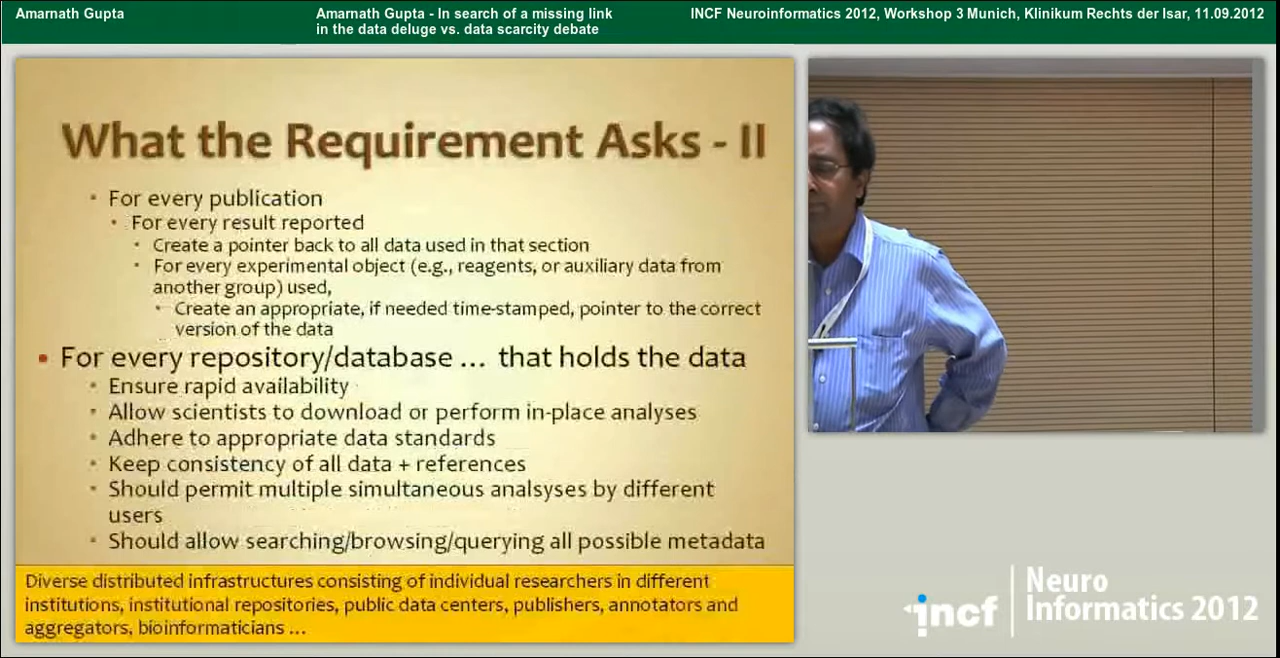 Amarnath Gupta
Amarnath Gupta - In search of a missing link
in the data deluge vs. data scarcity debate
INCF Neuroinformatics 2012, Workshop 3 Munich, Klinikum Rechts der Isar, 11.09.2012
What the Requirement Asks - II
• For every publication
• For every result reported
• Create a pointer back to all data used in that section
• For every experimental object (e.g., reagents, or auxiliary data from
another group) used,
• Create an appropriate, if needed time-stamped, pointer to the correct
version of the data
• For every repository/database ... that holds the data
• Ensure rapid availability
• Allow scientists to download or perform in-place analyses
• Adhere to appropriate data standards
• Keep consistency of all data + references
• Should permit multiple simultaneous analsyses by different
users
• Should allow searching/browsing/querying all possible metadata
Diverse distributed infrastructures consisting of individual researchers in different
institutions, institutional repositories, public data centers, publishers, annotators and
aggregators, bioinformaticians ...
incf
Neuro
Informatics 2012